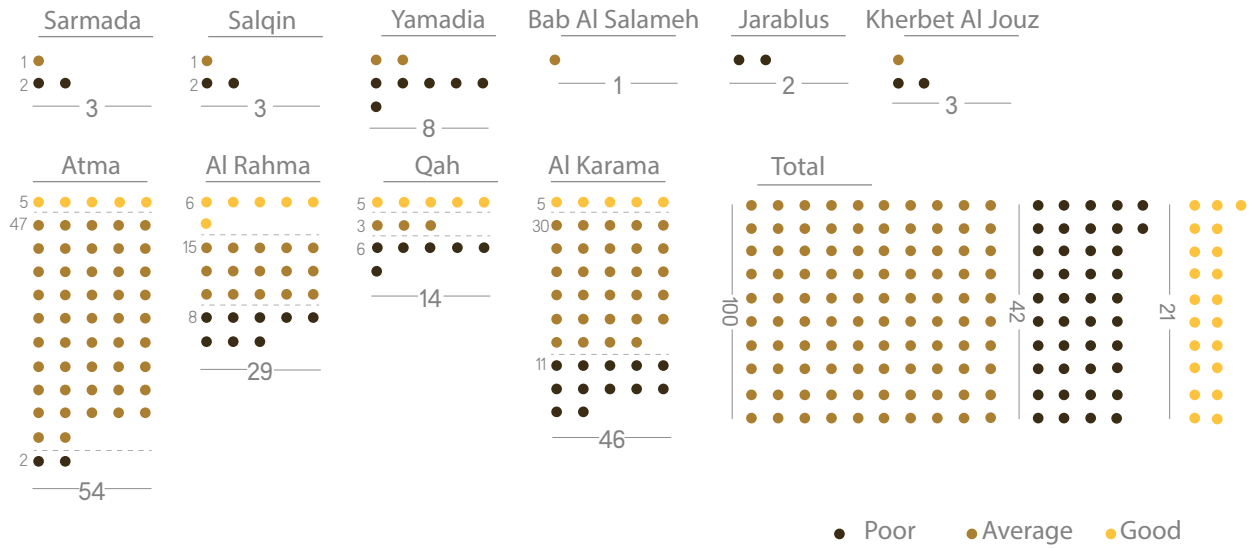 Sarmada
1
2
3
Salqin
1
2
3
Yamadia
8
Bab Al Salameh
1
Jarablus
2
Kherbet Al Jouz
3
Atma
5
47
2
54
Al Rahma
6
15
8
29
Qah
5
3
6
14
Al Karama
5
30
11
46
Total
100
42
21
Poor
Average
Good